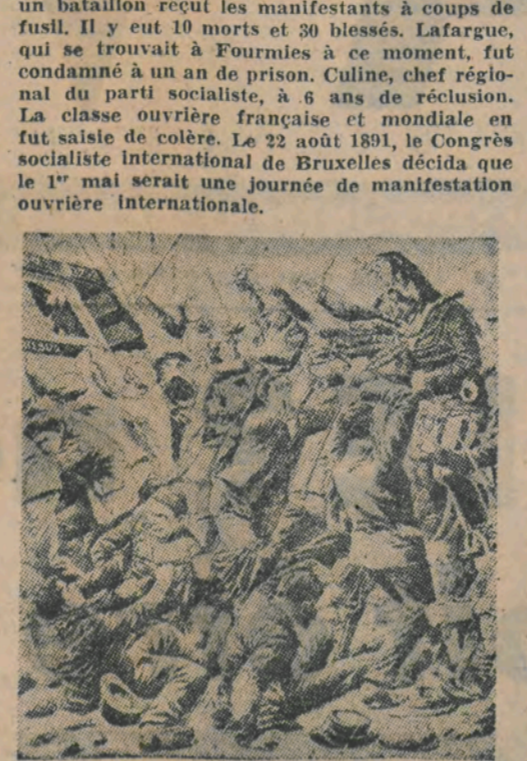 un bataillon reçut les manifestants à coups de
fusil. Il y eut 10 morts et 30 blessés. Lafargue,
qui se trouvait à Fourmies à ce moment, fut
condamné à un an de prison. Culine, chef régio-
nal du parti socialiste, à 6 ans de réclusion.
La classe ouvrière française et mondiale en
fut saisie de colère. Le 22 août 1891, le Congrès
socialiste international de Bruxelles décida que
le 1er mai serait une journée de manifestation
ouvrière internationale.